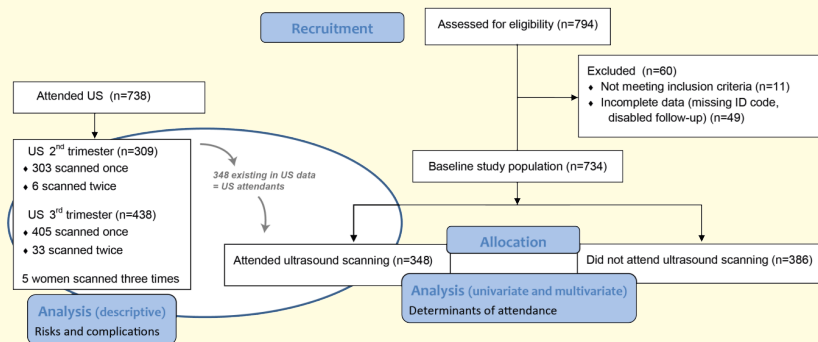 Recruitment
Assessed for eligibility (n=794)
Excluded (n=60)
♦ Not meeting inclusion criteria (n=11)
♦ Incomplete data (missing ID code,
disabled follow-up) (n=49)
Attended US (n=738)
US 2nd trimester (n=309)
♦ 303 scanned once
♦ 6 scanned twice
US 3rd trimester (n=438)
♦ 405 scanned once
♦ 33 scanned twice
5 women scanned three times
348 existing in US data
= US attendants
Baseline study population (n=734)
Allocation
Attended ultrasound scanning (n=348)
Did not attend ultrasound scanning (n=386)
Analysis (descriptive)
Risks and complications
Analysis (univariate and multivariate)
Determinants of attendance